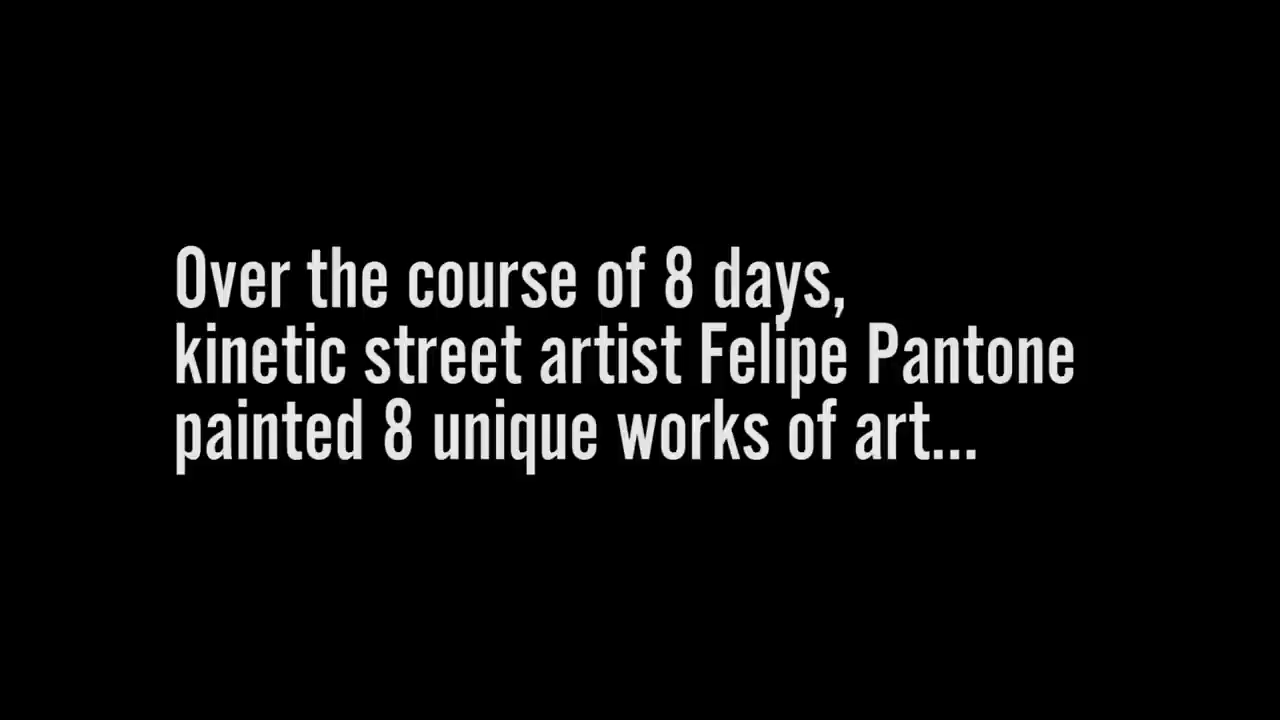 Over the course of 8 days,
kinetic street artist Felipe Pantone
painted 8 unique works of art...